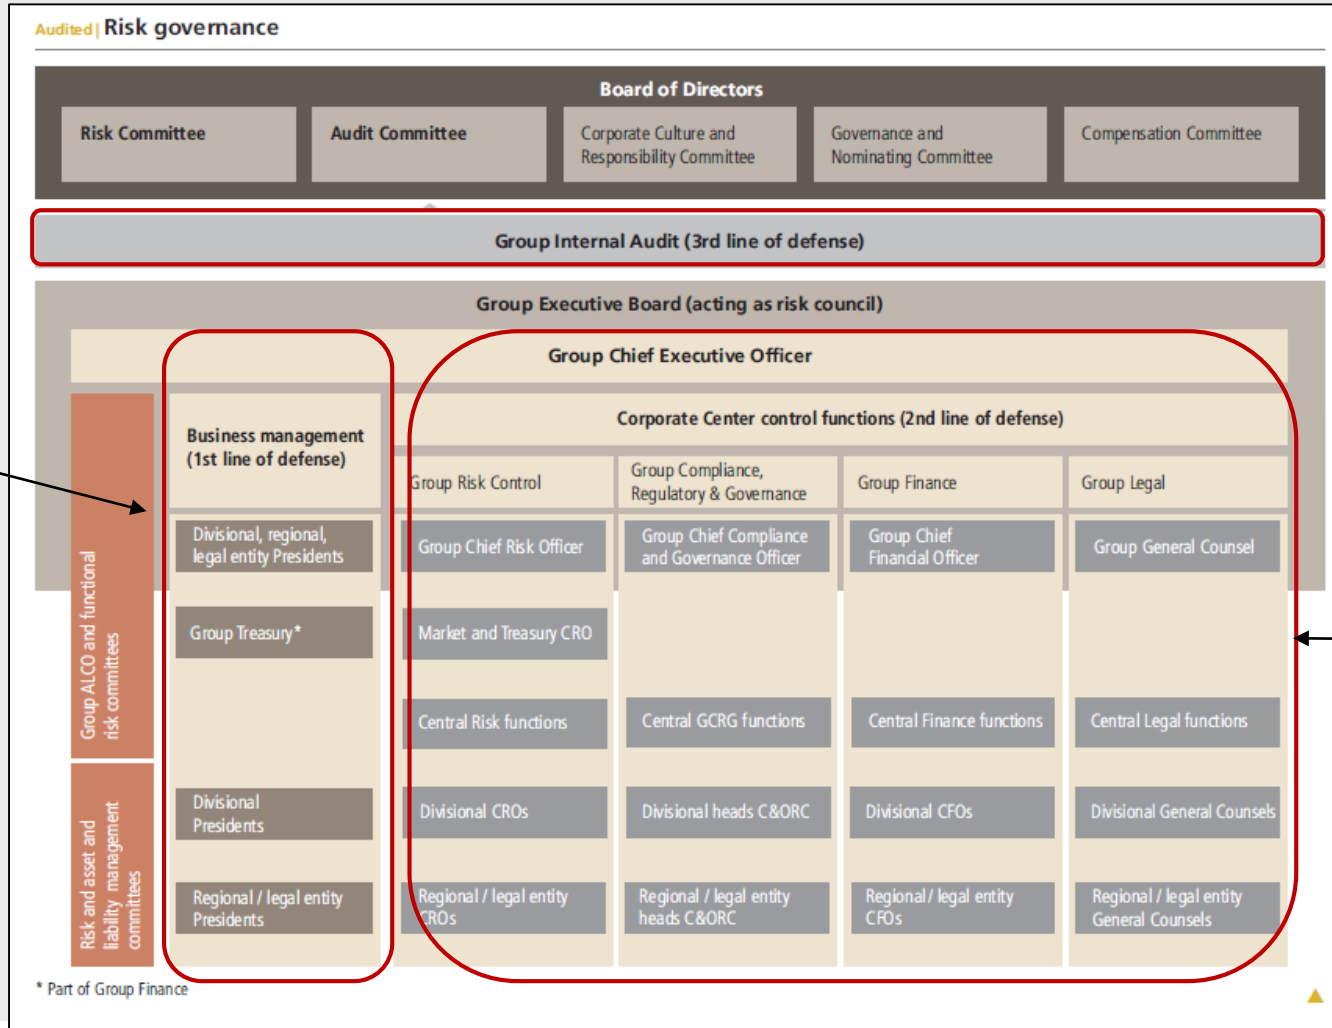 Audited | Risk governance
Board of Directors
Risk Committee
Audit Committee
Corporate Culture and
Responsibility Committee
Governance and
Nominating Committee
Compensation Committee
Group Internal Audit (3rd line of defense)
Group Executive Board (acting as risk council)
Group Chief Executive Officer
Group ALCO and functional
risk committees
Risk and asset and
liability management
committees
Business management
(1st line of defense)
Divisional, regional,
legal entity Presidents
Group Treasury*
Divisional
Presidents
Regional / legal entity
Presidents
Corporate Center control functions (2nd line of defense)
Group Risk Control
Group Chief Risk Officer
Market and Treasury CRO
Central Risk functions
Divisional CROs
Regional / legal entity
CROs
Group Compliance,
Regulatory & Governance
Group Chief Compliance
and Governance Officer
Central GCRG functions
Divisional heads C&ORC
Regional / legal entity
heads C&ORC
Group Finance
Group Chief
Financial Officer
Central Finance functions
Divisional CFOs
Regional / legal entity
CFOs
Group Legal
Group General Counsel
Central Legal functions
Divisional General Counsels
Regional / legal entity
General Counsels
* Part of Group Finance